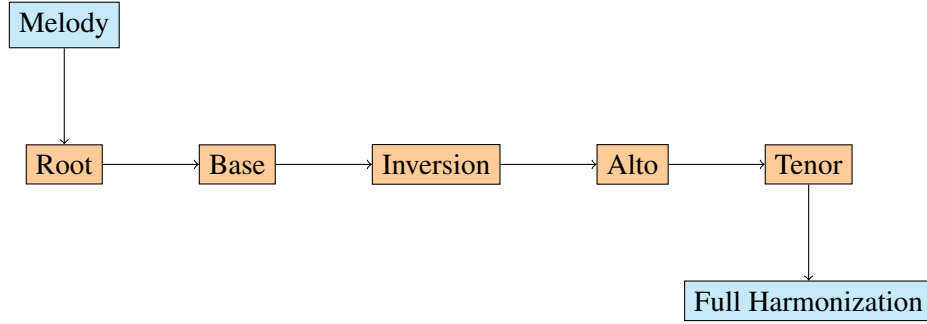 Melody
Root
Base
Inversion
Alto
Tenor
Full Harmonization